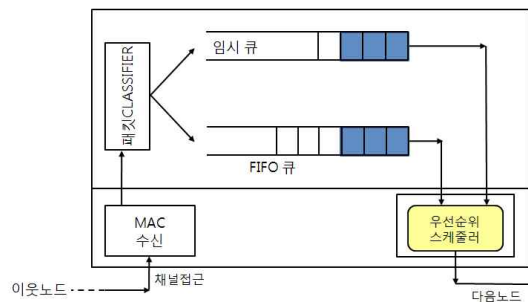 임시 큐
패킷CLASSIFIER
FIFO 큐
MAC
수신
우선순위
스케줄러
채널접근
이웃노드
다음노드